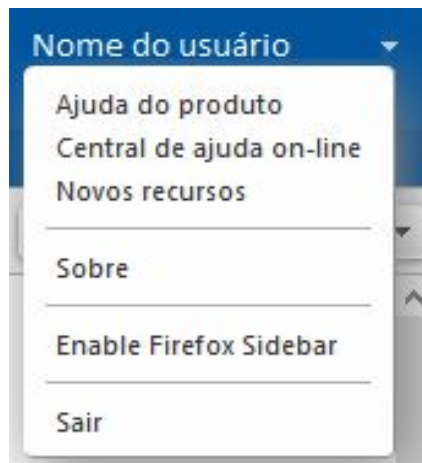 Nome do usuário
Ajuda do produto
Central de ajuda on-line
Novos recursos
Sobre
Enable Firefox Sidebar
Sair